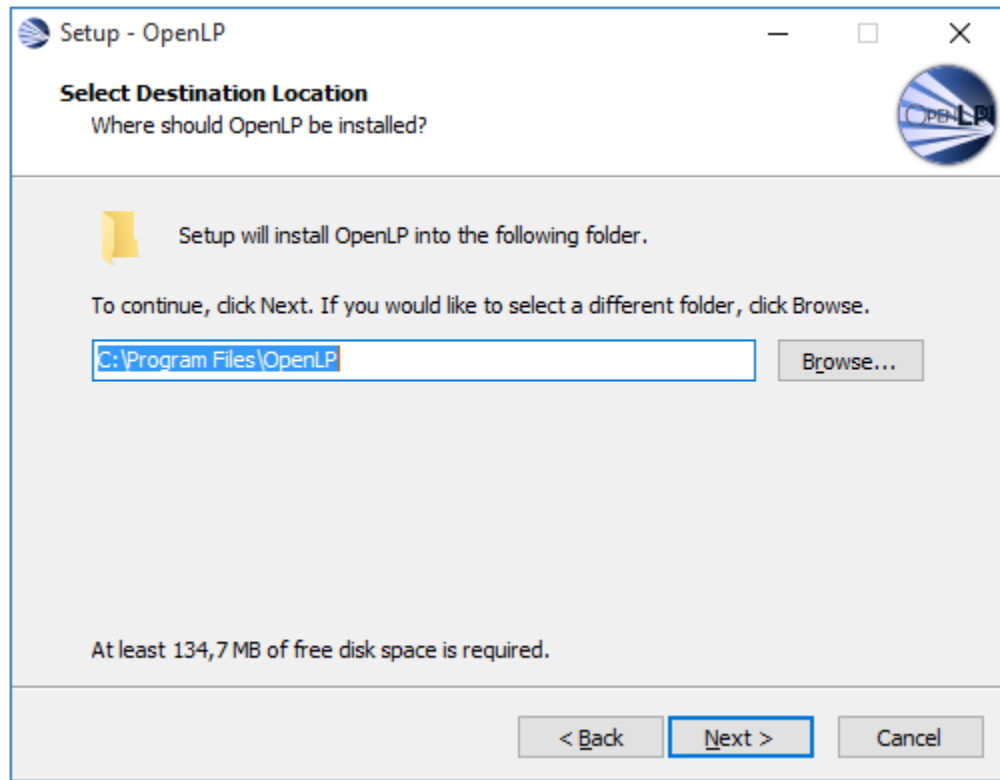 Setup - OpenLP
Select Destination Location
Where should OpenLP be installed?
OPENLP
Setup will install OpenLP into the following folder.
To continue, click Next. If you would like to select a different folder, click Browse.
C:\Program Files\OpenLP
Browse...
At least 134,7 MB of free disk space is required.
< Back
Next >
Cancel